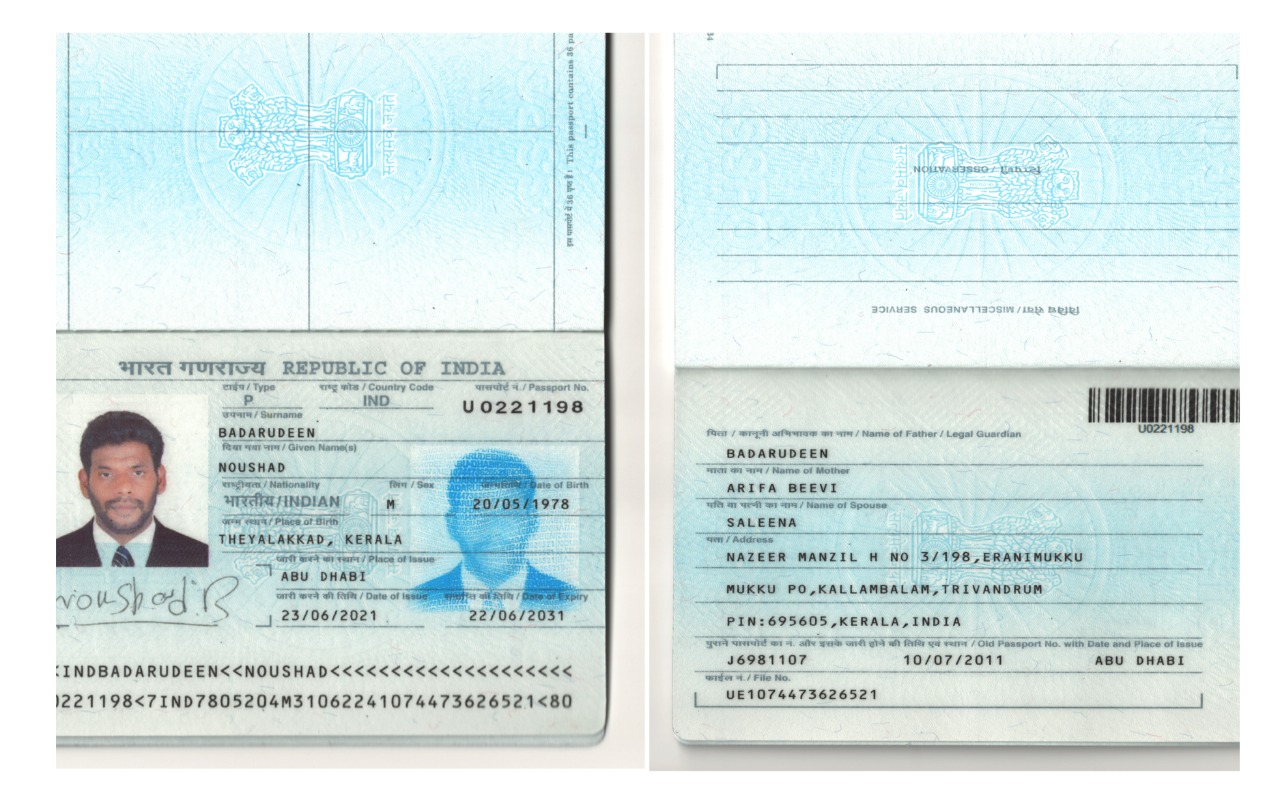 सत्यमेव जयते
इस पासपोर्ट में 36 पृष्ठ हैं। This passport contains 36 pa
भारत गणराज्य REPUBLIC OF INDIA
टाईप / Type राष्ट्र कोड / Country Code पासपोर्ट नं. / Passport No.
P IND U0221198
उपनाम / Surname
BADARUDEEN
दिया गया नाम / Given Name(s)
NOUSHAD
राष्ट्रीयता / Nationality लिंग / Sex जन्मतिथि / Date of Birth
भारतीय/INDIAN M 20/05/1978
जन्म स्थान / Place of Birth
THEYALAKKAD, KERALA
जारी करने का स्थान / Place of Issue
ABU DHABI
जारी करने की तिथि / Date of Issue समाप्ति की तिथि / Date of Expiry
23/06/2021 22/06/2031
Noushad.B
<INDBADARUDEEN<<NOUSHAD<<<<<<<<<<<<<<<<<<<<
0221198<7IND7805204M3106224107447362652​1<80
34
टिप्पणी / OBSERVATION
विविध सेवा / MISCELLANEOUS SERVICE
U0221198
पिता / कानूनी अभिभावक का नाम / Name of Father / Legal Guardian
BADARUDEEN
माता का नाम / Name of Mother
ARIFA BEEVI
पति या पत्नी का नाम / Name of Spouse
SALEENA
पता / Address
NAZEER MANZIL H NO 3/198,ERANIMUKKU
MUKKU PO,KALLAMBALAM,TRIVANDRUM
PIN:695605,KERALA,INDIA
पुराने पासपोर्ट का नं. और इसके जारी होने की तिथि एवं स्थान / Old Passport No. with Date and Place of Issue
J6981107 10/07/2011 ABU DHABI
फाईल नं. / File No.
UE1074473626521